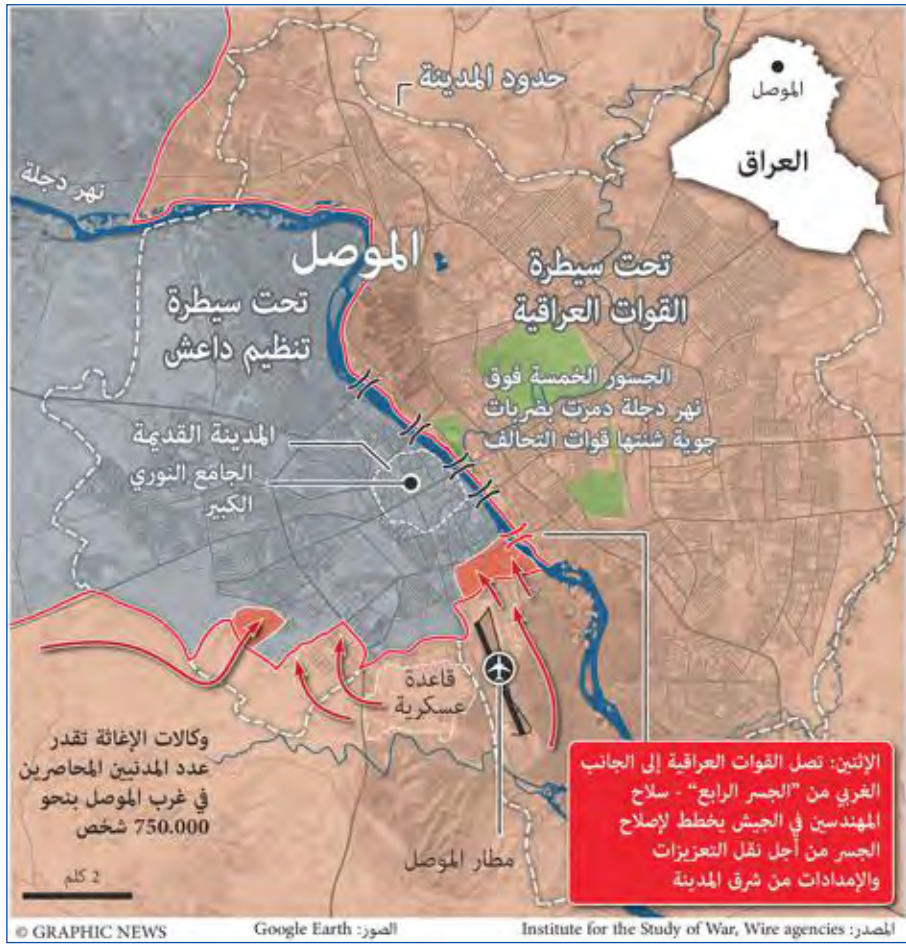 الموصل
العراق
حدود المدينة
نهر دجلة
الموصل
تحت سيطرة
القوات العراقية
تحت سيطرة
تنظيم داعش
الجسور الخمسة فوق
نهر دجلة دمرت بضربات
جوية شنتها قوات التحالف
المدينة القديمة
الجامع النوري
الكبير
قاعدة
عسكرية
وكالات الإغاثة تقدر
عدد المدنيين المحاصرين
في غرب الموصل بنحو
750.000 شخص
مطار الموصل
الإثنين: تصل القوات العراقية إلى الجانب
الغربي من "الجسر الرابع" - سلاح
المهندسين في الجيش يخطط لإصلاح
الجسر من أجل نقل التعزيزات
والإمدادات من شرق المدينة
2 كلم
المصدر: Institute for the Study of War, Wire agencies
الصور: Google Earth
© GRAPHIC NEWS